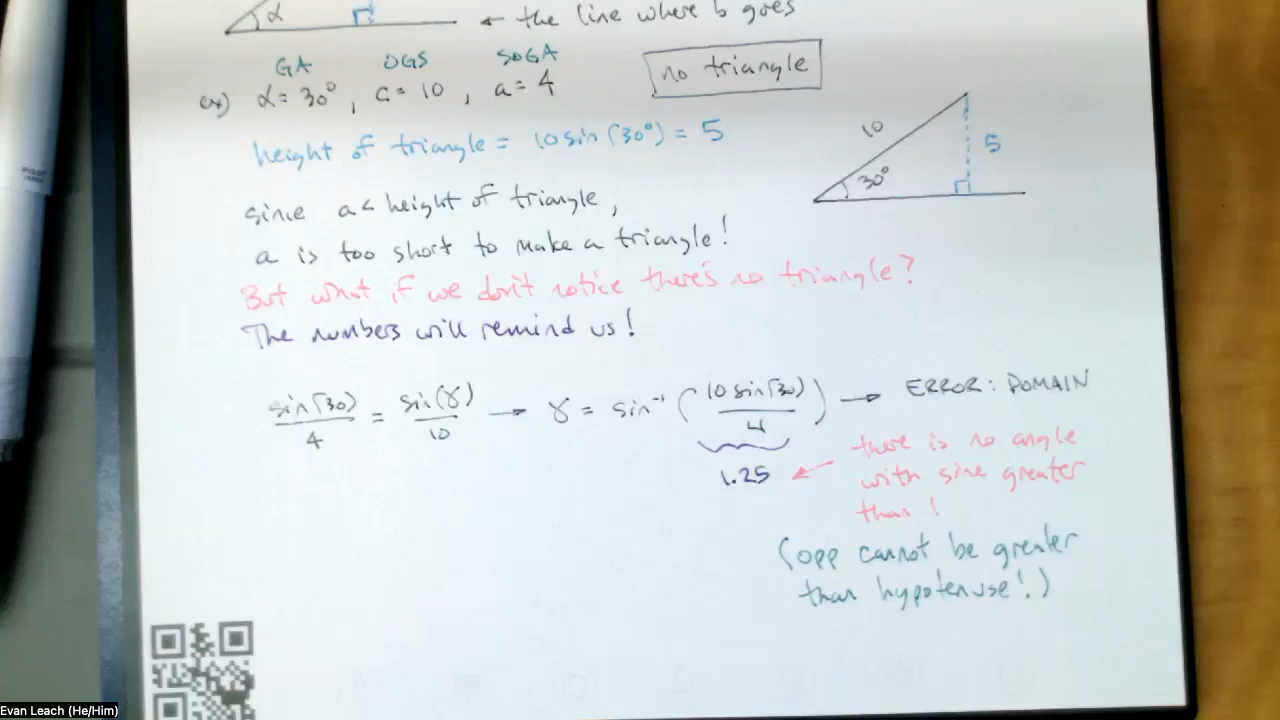 α
← the line where b goes
GA OGS SOGA
ex) α = 30°, c = 10, a = 4
no triangle
height of triangle = 10 sin(30°) = 5
10
5
30°
since a < height of triangle,
a is too short to make a triangle!
But what if we don't notice there's no triangle?
The numbers will remind us!
sin(30)/4 = sin(γ)/10 → γ = sin⁻¹(10 sin(30)/4) → ERROR: DOMAIN
1.25
there is no angle
with sine greater
than 1
(opp cannot be greater
than hypotenuse!)
Evan Leach (He/Him)